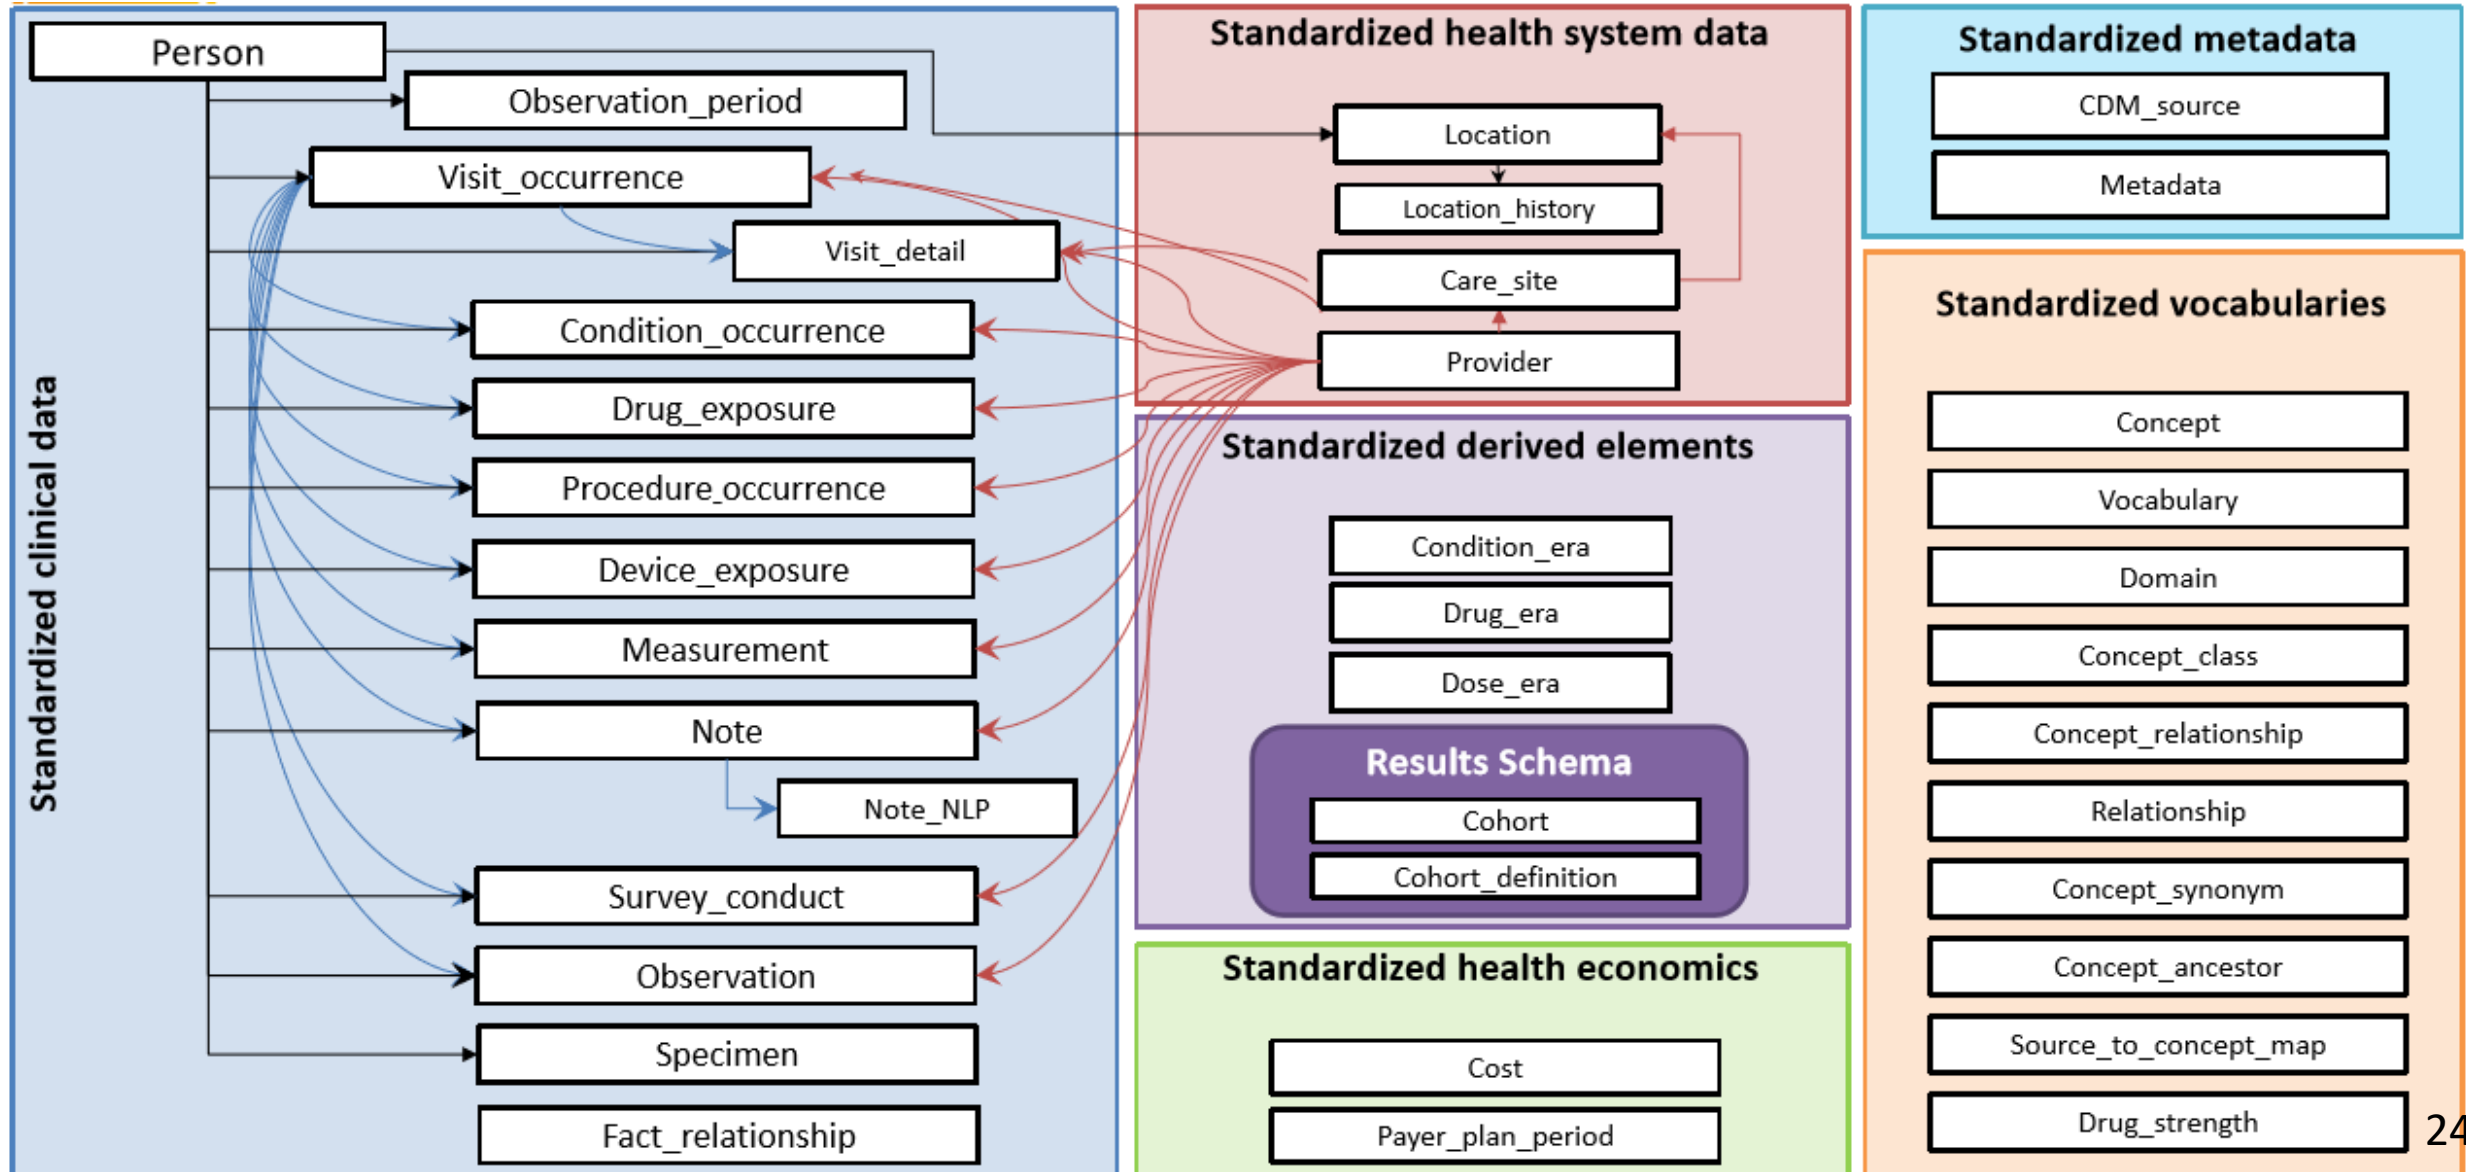 Standardized clinical data
Person
Observation_period
Visit_occurrence
Visit_detail
Condition_occurrence
Drug_exposure
Procedure_occurrence
Device_exposure
Measurement
Note
Note_NLP
Survey_conduct
Observation
Specimen
Fact_relationship
Standardized health system data
Location
Location_history
Care_site
Provider
Standardized derived elements
Condition_era
Drug_era
Dose_era
Results Schema
Cohort
Cohort_definition
Standardized health economics
Cost
Payer_plan_period
Standardized metadata
CDM_source
Metadata
Standardized vocabularies
Concept
Vocabulary
Domain
Concept_class
Concept_relationship
Relationship
Concept_synonym
Concept_ancestor
Source_to_concept_map
Drug_strength
24